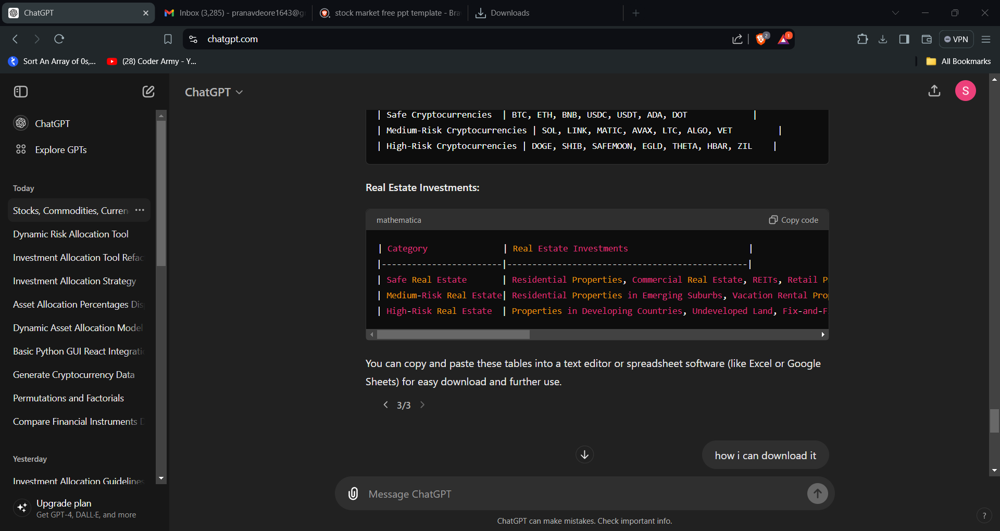 ChatGPT
Inbox (3,285) - pranavdeore1643@g
stock market free ppt template - Bra
Downloads
chatgpt.com
2
1
VPN
Sort An Array of 0s,...
(28) Coder Army - Y...
All Bookmarks
ChatGPT
S
ChatGPT
Explore GPTs
Today
Stocks, Commodities, Curren
Dynamic Risk Allocation Tool
Investment Allocation Tool Refac
Investment Allocation Strategy
Asset Allocation Percentages Dis
Dynamic Asset Allocation Model
Basic Python GUI React Integrati
Generate Cryptocurrency Data
Permutations and Factorials
Compare Financial Instruments D
Yesterday
Investment Allocation Guidelines
Upgrade plan
Get GPT-4, DALL·E, and more
| Safe Cryptocurrencies | BTC, ETH, BNB, USDC, USDT, ADA, DOT |
| Medium-Risk Cryptocurrencies | SOL, LINK, MATIC, AVAX, LTC, ALGO, VET |
| High-Risk Cryptocurrencies | DOGE, SHIB, SAFEMOON, EGLD, THETA, HBAR, ZIL |
Real Estate Investments:
mathematica
Copy code
| Category | Real Estate Investments |
|------------------------|------------------------------------------------|
| Safe Real Estate | Residential Properties, Commercial Real Estate, REITs, Retail P
| Medium-Risk Real Estate| Residential Properties in Emerging Suburbs, Vacation Rental Pro
| High-Risk Real Estate | Properties in Developing Countries, Undeveloped Land, Fix-and-F
You can copy and paste these tables into a text editor or spreadsheet software (like Excel or Google
Sheets) for easy download and further use.
3/3
how i can download it
Message ChatGPT
ChatGPT can make mistakes. Check important info.
?